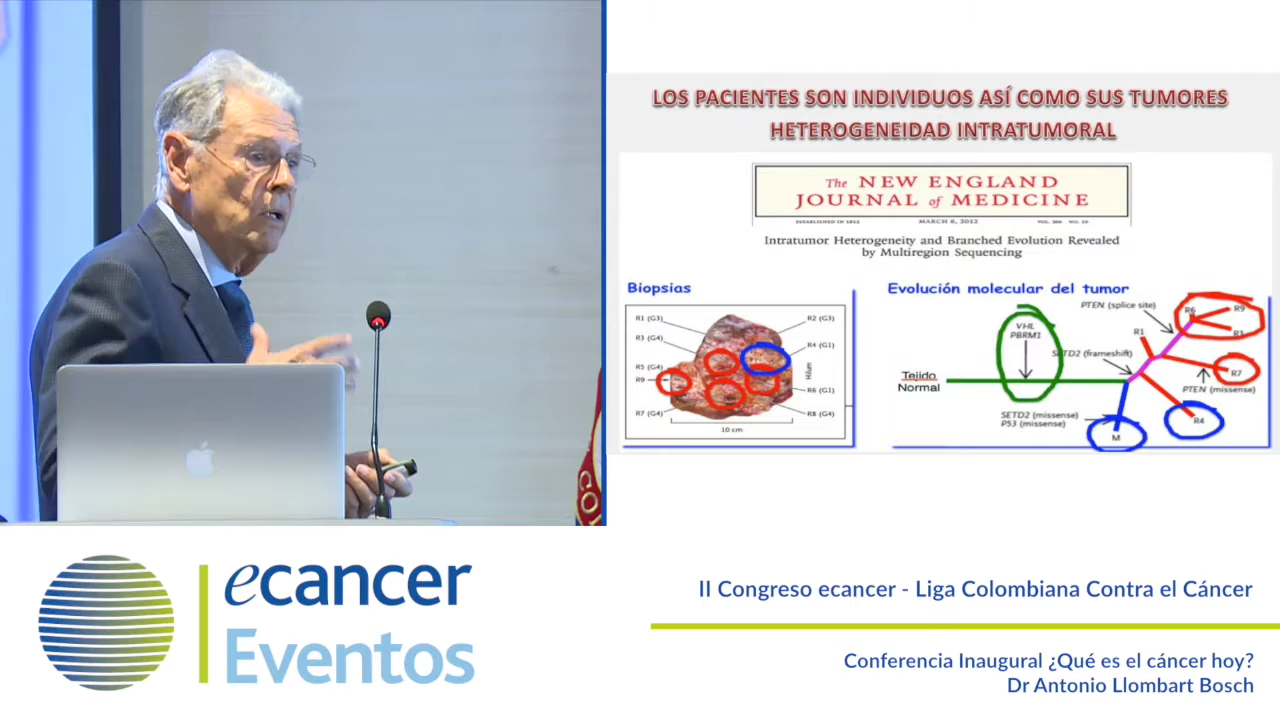 LOS PACIENTES SON INDIVIDUOS ASÍ COMO SUS TUMORES
HETEROGENEIDAD INTRATUMORAL
The NEW ENGLAND
JOURNAL of MEDICINE
ESTABLISHED IN 1812
MARCH 8, 2012
Intratumor Heterogeneity and Branched Evolution Revealed
by Multiregion Sequencing
Biopsias
R1 (G3)
R3 (G4)
R5 (G4)
R9
R7 (G4)
R2 (G3)
R4 (G1)
Hilum
R6 (G1)
R8 (G4)
10 cm
Evolución molecular del tumor
PTEN (splice site)
VHL
PBRM1
SETD2 (frameshift)
R1
R6
R9
R7
PTEN (missense)
Tejido
Normal
SETD2 (missense)
P53 (missense)
M
R4
CO
ecancer
Eventos
II Congreso ecancer - Liga Colombiana Contra el Cáncer
Conferencia Inaugural ¿Qué es el cáncer hoy?
Dr Antonio Llombart Bosch